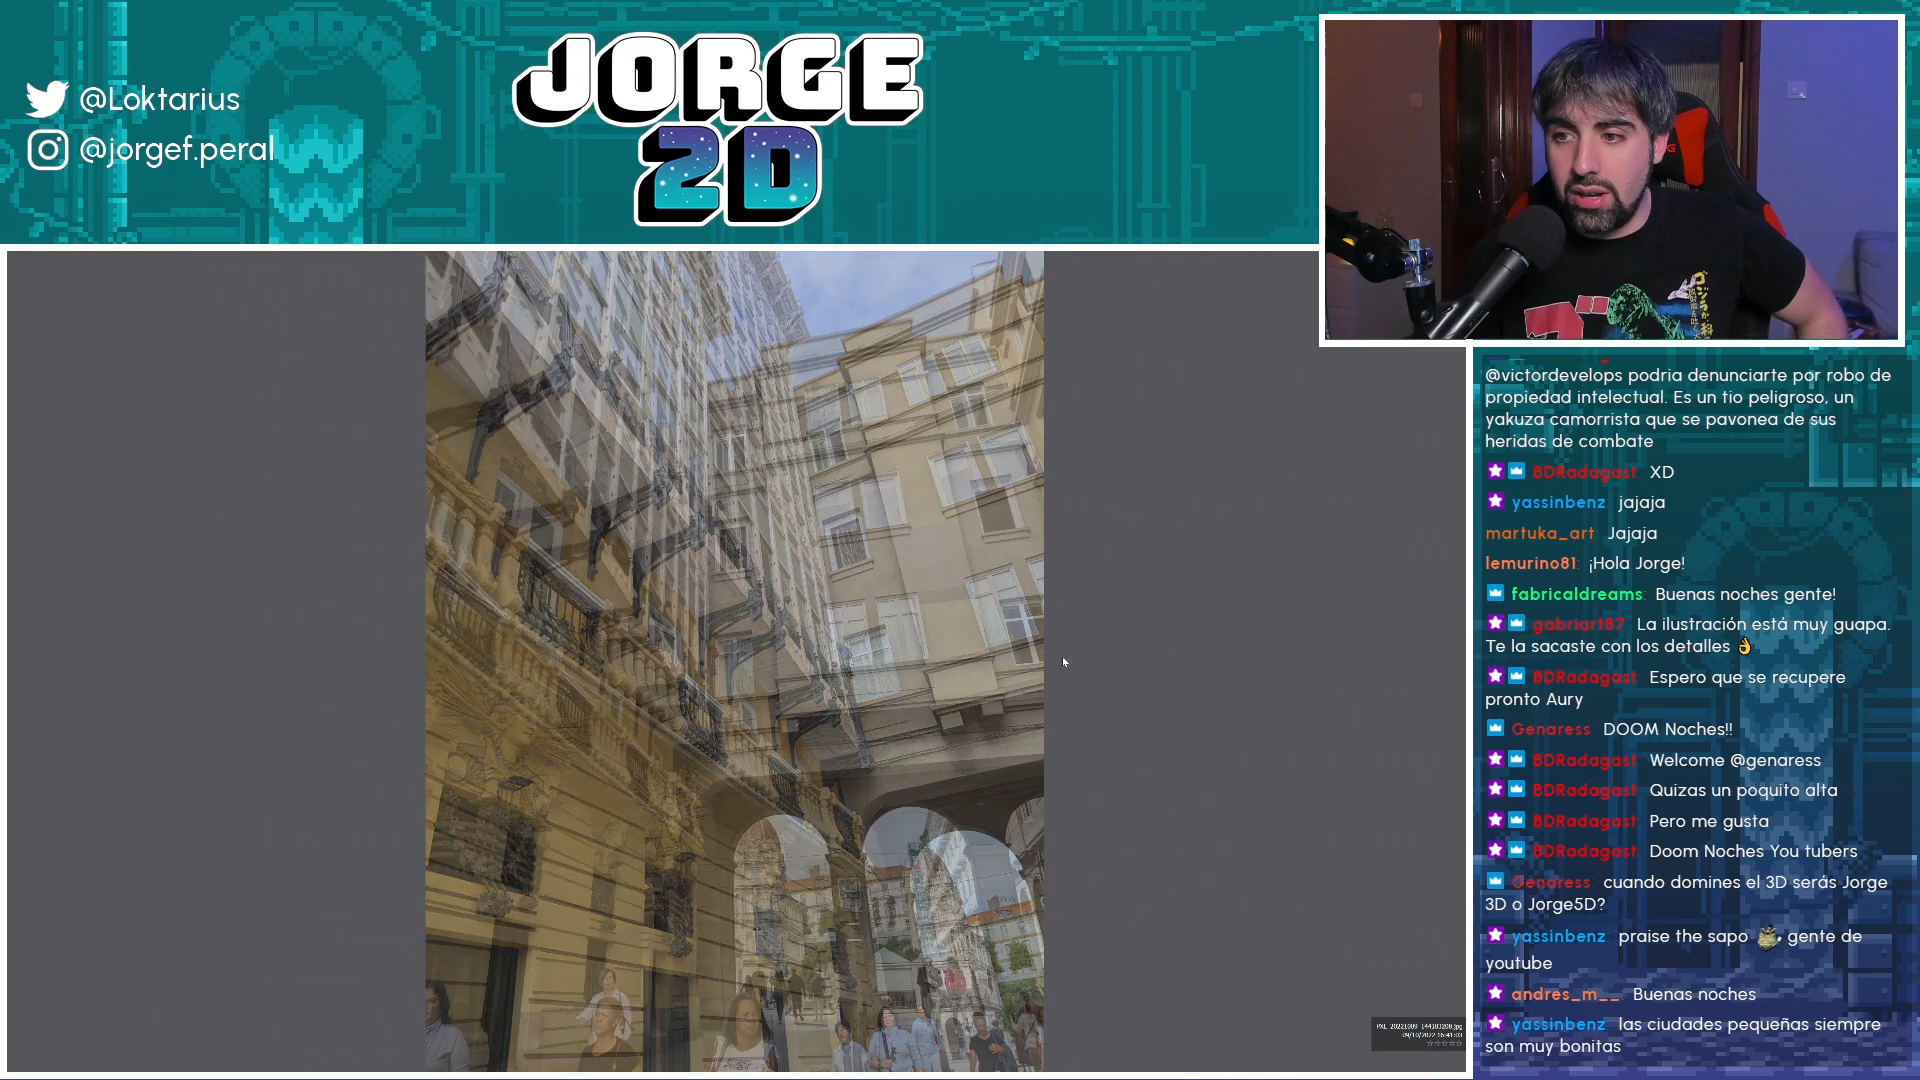 @Loktarius
@jorgef.peral
JORGE
2D
@victordevelops podria denunciarte por robo de
propiedad intelectual. Es un tio peligroso, un
yakuza camorrista que se pavonea de sus
heridas de combate
BDRadagast XD
yassinbenz: jajaja
martuka_art: Jajaja
lemurino81: ¡Hola Jorge!
fabricaldreams: Buenas noches gente!
gabriart87 La ilustración está muy guapa.
Te la sacaste con los detalles 👌
BDRadagast Espero que se recupere
pronto Aury
Genaress DOOM Noches!!
BDRadagast Welcome @genaress
BDRadagast Quizas un poquito alta
BDRadagast Pero me gusta
BDRadagast Doom Noches You tubers
Genaress cuando domines el 3D serás Jorge
3D o Jorge5D?
yassinbenz: praise the sapo gente de
youtube
andres_m__ Buenas noches
yassinbenz: las ciudades pequeñas siempre
son muy bonitas